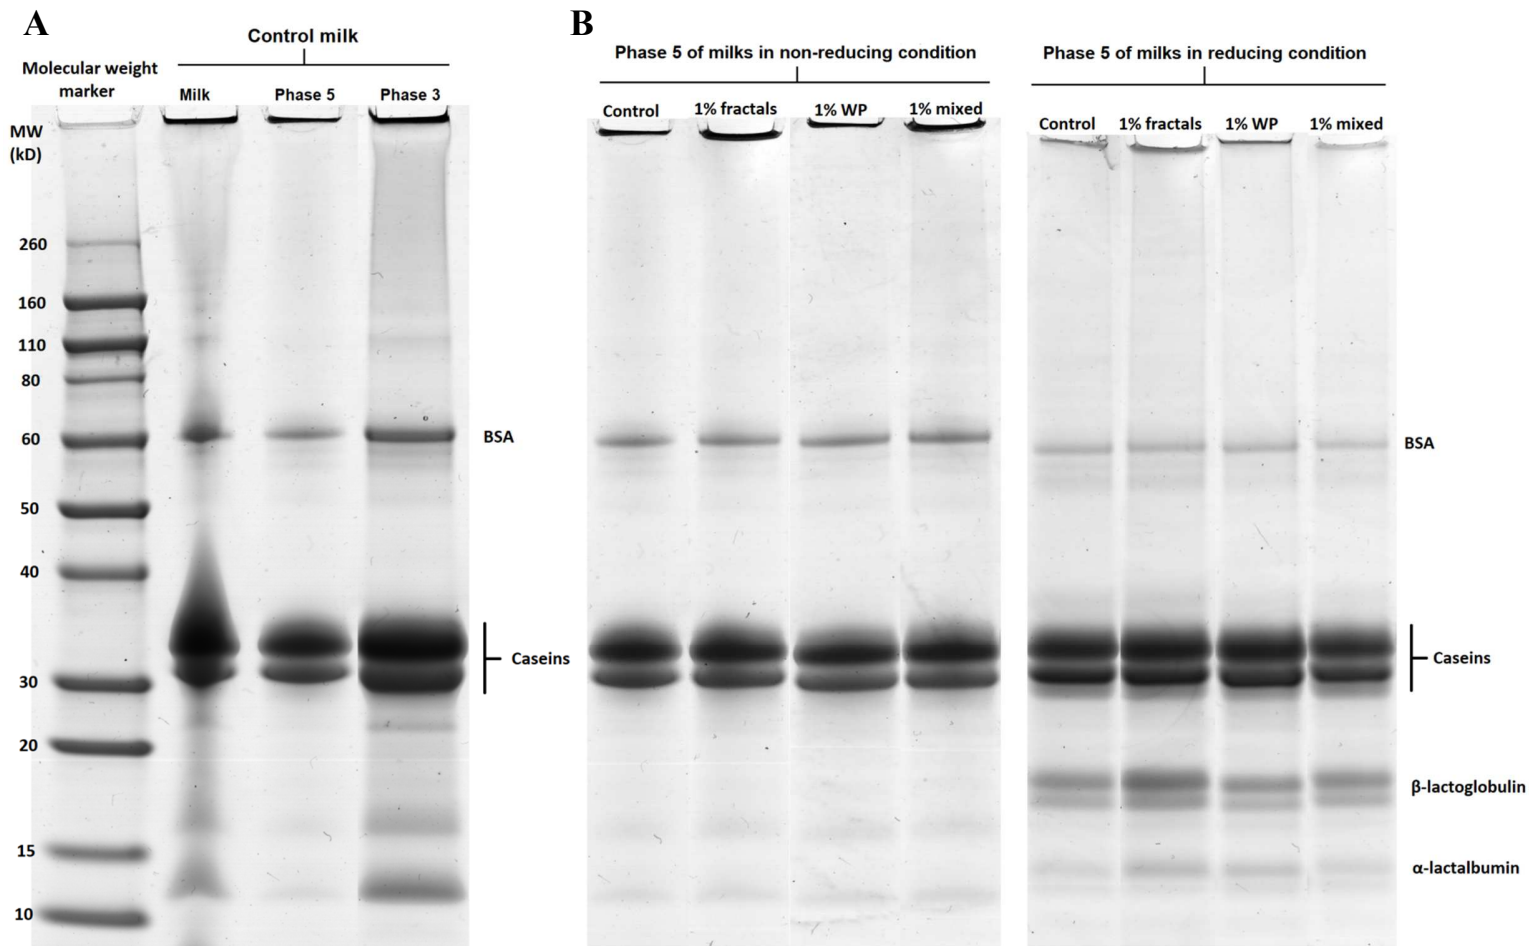 A
Control milk
Molecular weight
marker
Milk
Phase 5
Phase 3
MW
(kD)
260
160
110
80
60
50
40
30
20
15
10
BSA
Caseins
B
Phase 5 of milks in non-reducing condition
Control
1% fractals
1% WP
1% mixed
Phase 5 of milks in reducing condition
Control
1% fractals
1% WP
1% mixed
BSA
Caseins
β-lactoglobulin
α-lactalbumin